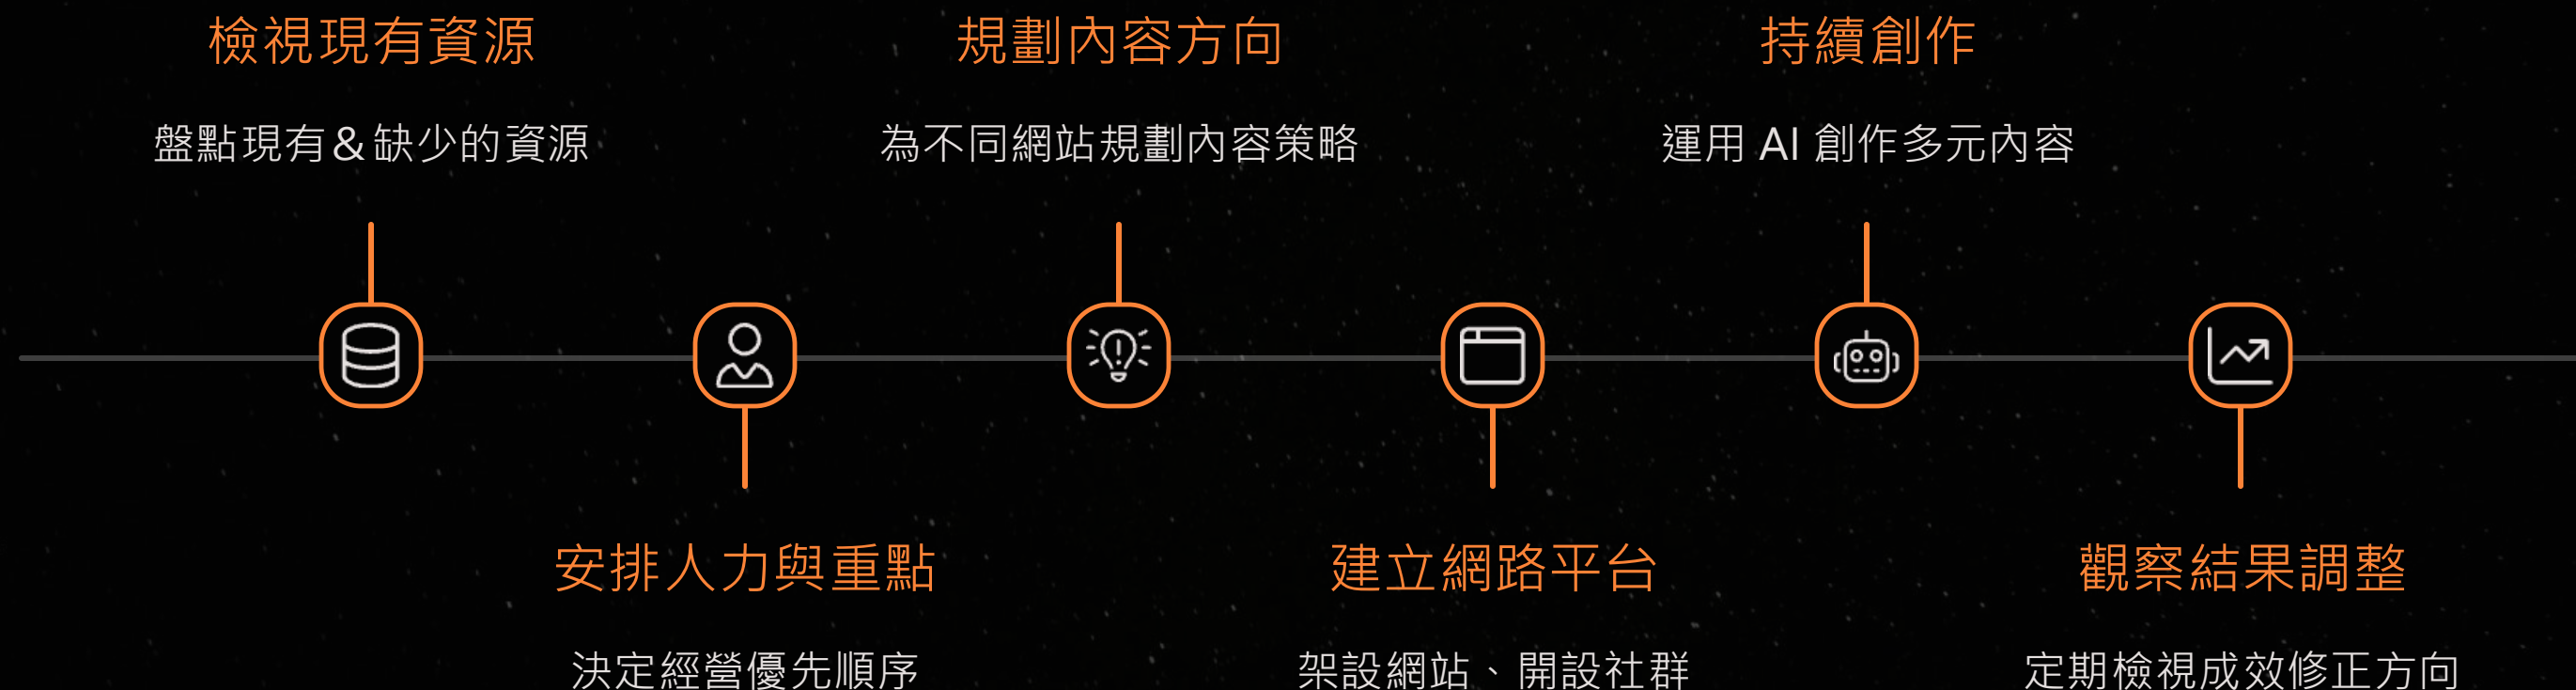 檢視現有資源
盤點現有&缺少的資源
安排人力與重點
決定經營優先順序
規劃內容方向
為不同網站規劃內容策略
建立網路平台
架設網站、開設社群
持續創作
運用 AI 創作多元內容
觀察結果調整
定期檢視成效修正方向